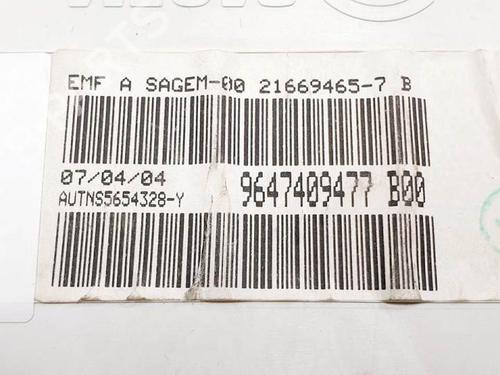 EMF A SAGEM-00 21669465-7 B
07/04/04
9647409477 B00
AUTNS5654328-Y